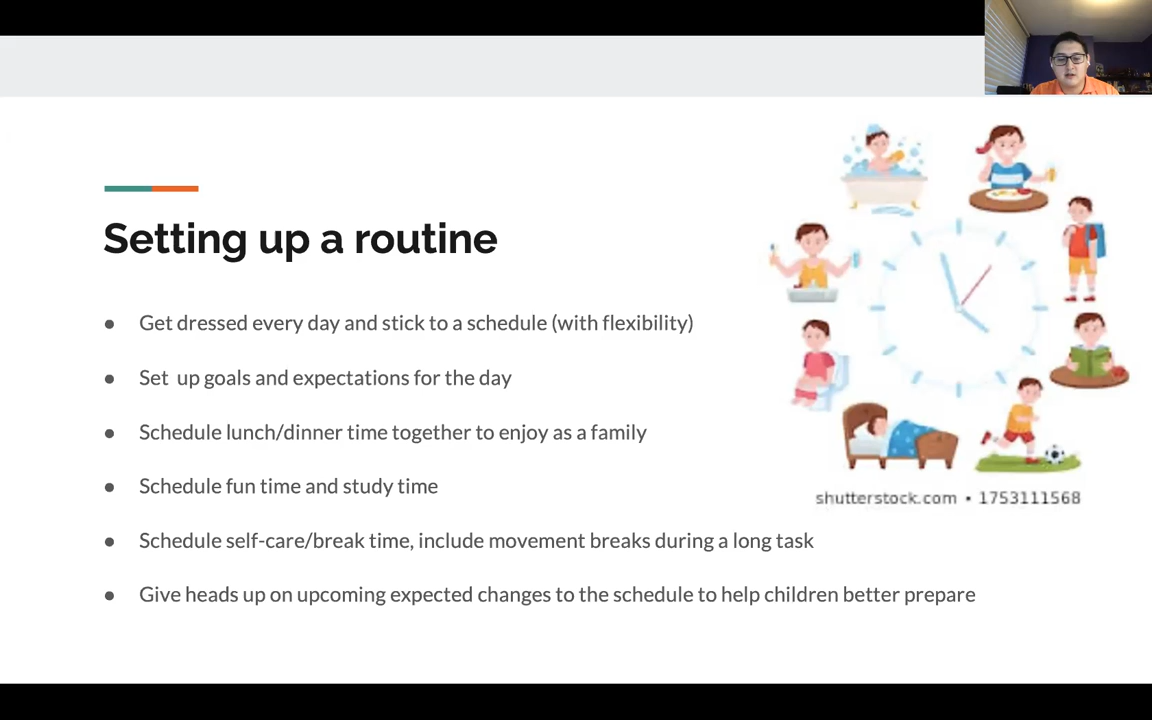 Setting up a routine
● Get dressed every day and stick to a schedule (with flexibility)
● Set  up goals and expectations for the day
● Schedule lunch/dinner time together to enjoy as a family
● Schedule fun time and study time
shutterstock.com • 1753111568
● Schedule self-care/break time, include movement breaks during a long task
● Give heads up on upcoming expected changes to the schedule to help children better prepare